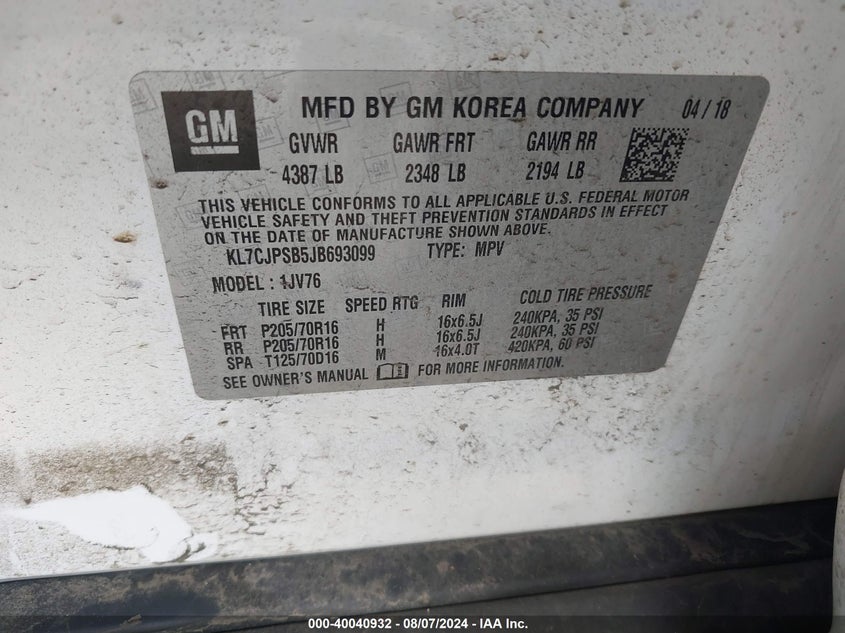 GM
MFD BY GM KOREA COMPANY 04/18
GVWR GAWR FRT GAWR RR
4387 LB 2348 LB 2194 LB
THIS VEHICLE CONFORMS TO ALL APPLICABLE U.S. FEDERAL MOTOR
VEHICLE SAFETY AND THEFT PREVENTION STANDARDS IN EFFECT
ON THE DATE OF MANUFACTURE SHOWN ABOVE.
KL7CJPSB5JB693099 TYPE: MPV
MODEL : 1JV76
TIRE SIZE SPEED RTG RIM COLD TIRE PRESSURE
FRT P205/70R16 H 16x6.5J 240KPA, 35 PSI
RR P205/70R16 H 16x6.5J 240KPA, 35 PSI
SPA T125/70D16 M 16x4.0T 420KPA, 60 PSI
SEE OWNER'S MANUAL FOR MORE INFORMATION.
000-40040932 - 08/07/2024 - IAA Inc.